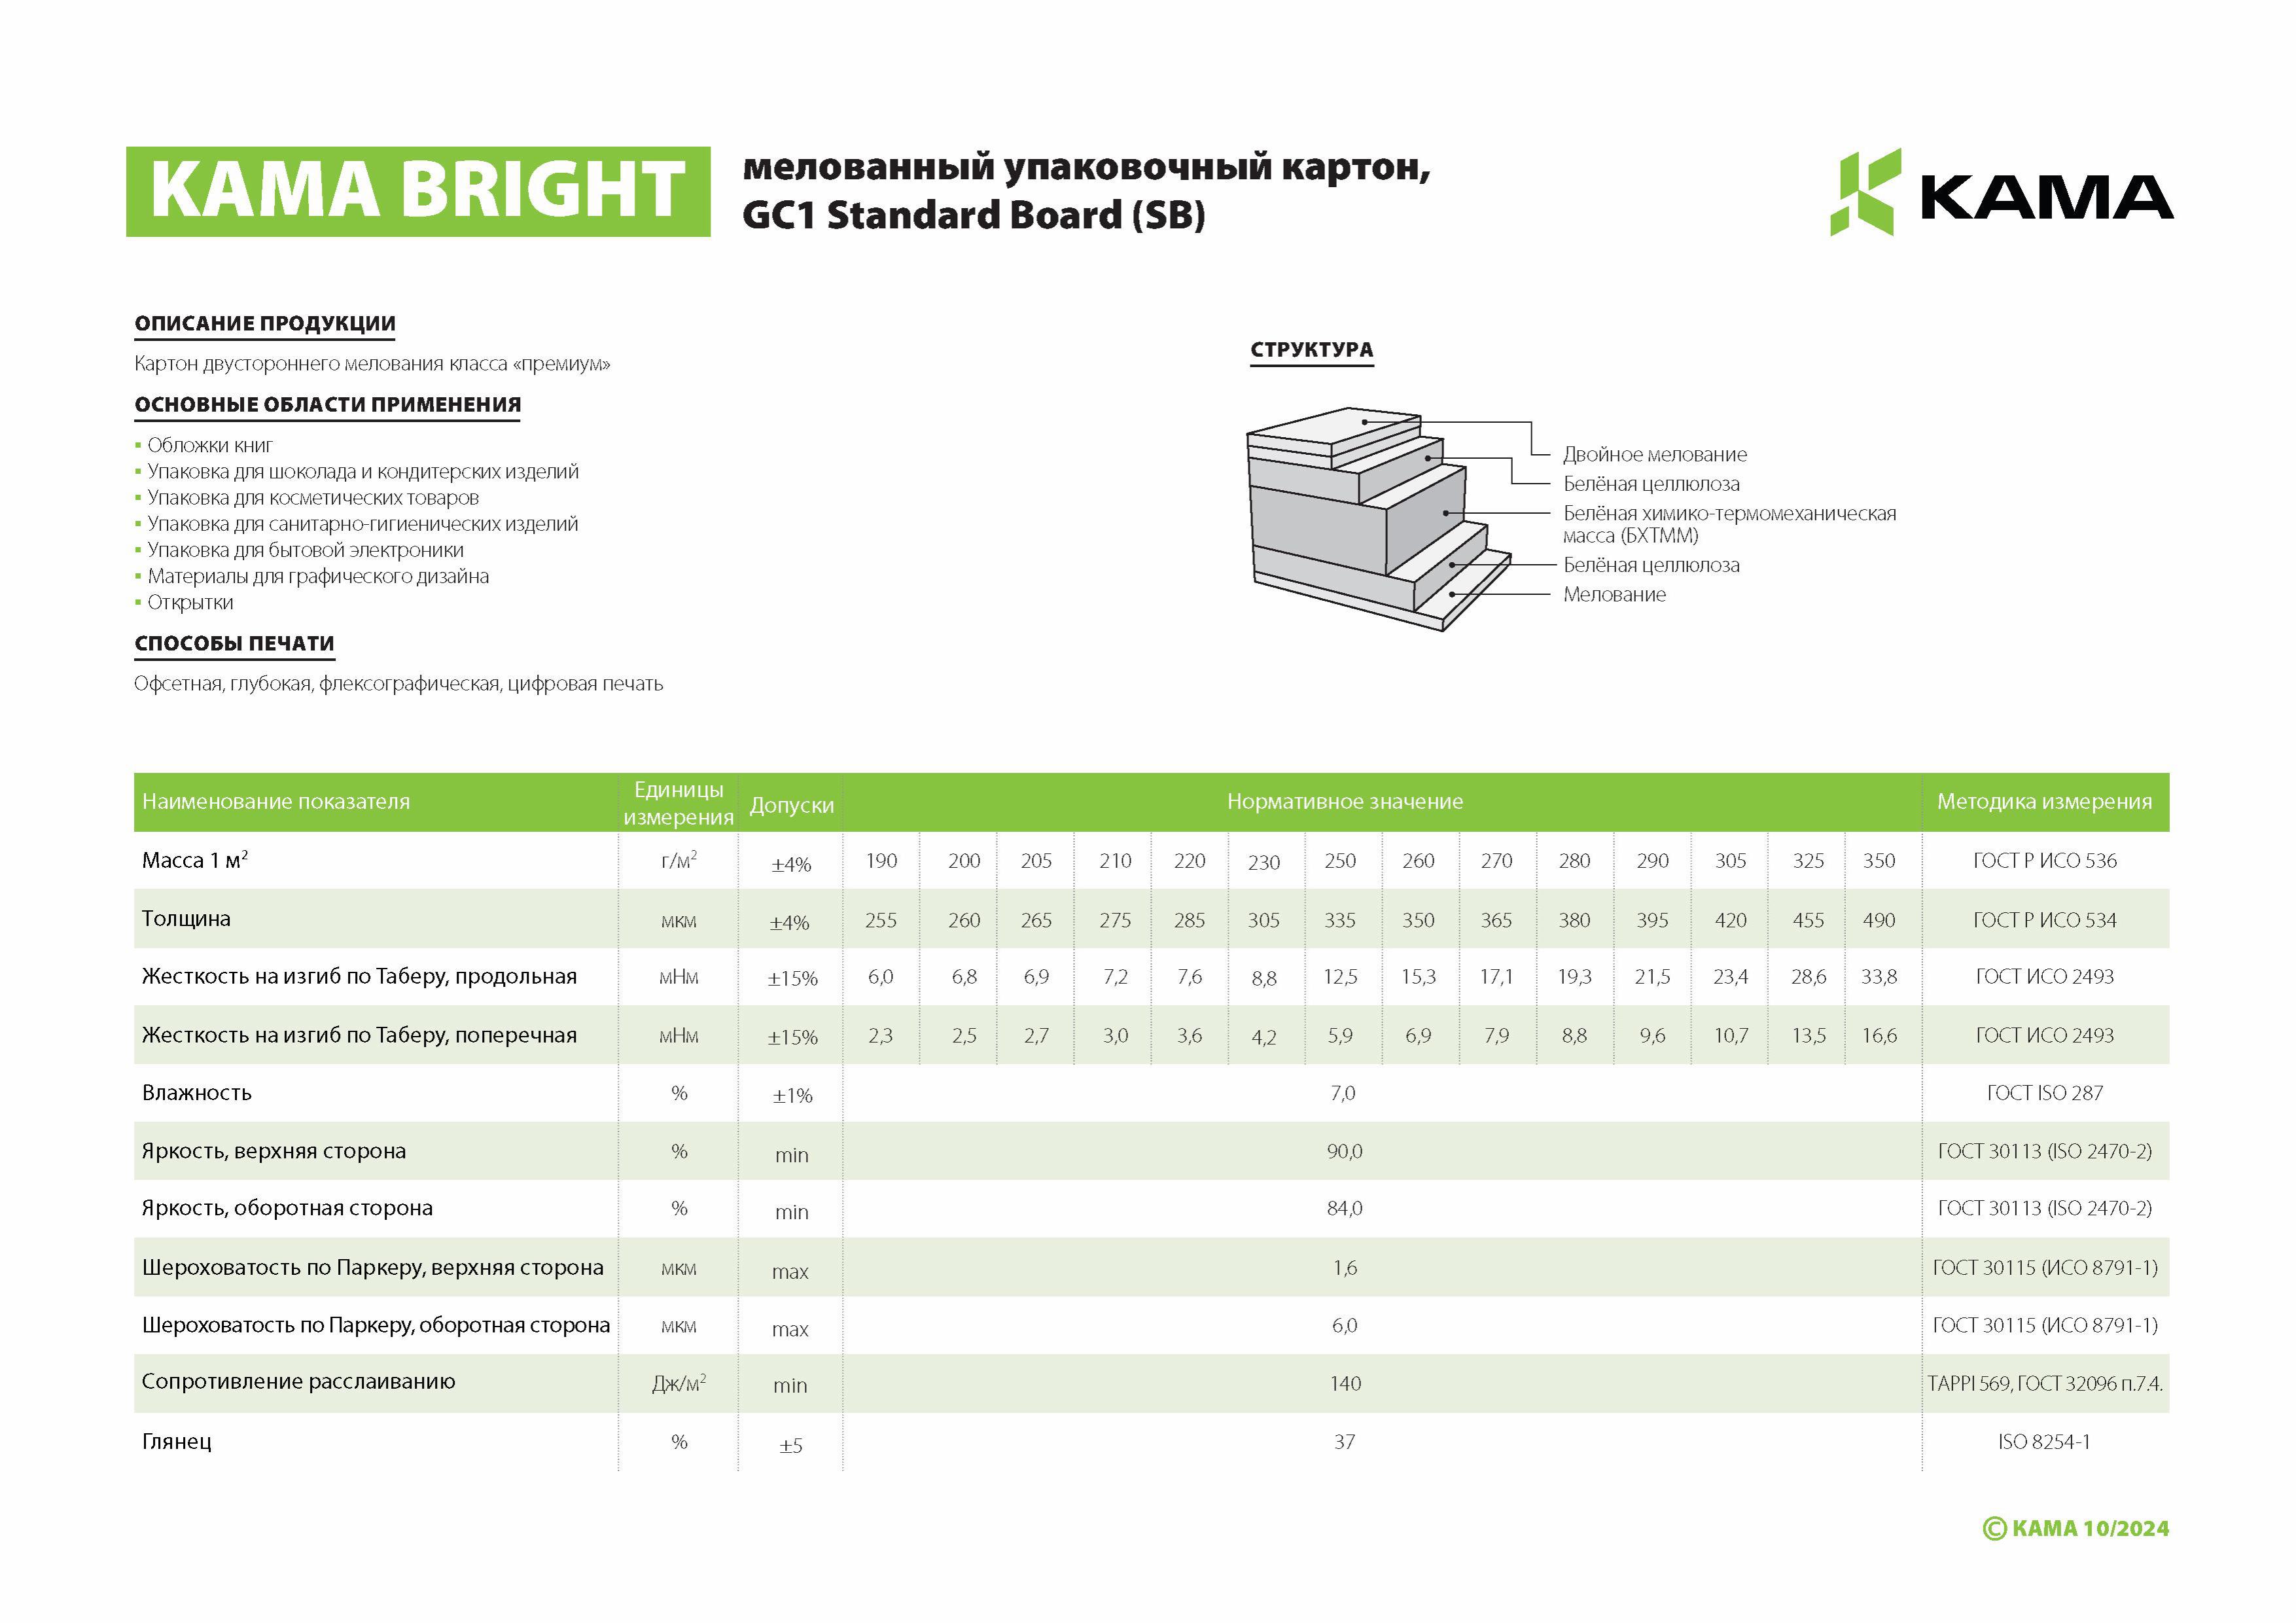 KAMA BRIGHT
мелованный упаковочный картон,
GC1 Standard Board (SB)
KAMA
ОПИСАНИЕ ПРОДУКЦИИ
Картон двустороннего мелования класса «премиум»
ОСНОВНЫЕ ОБЛАСТИ ПРИМЕНЕНИЯ
▪ Обложки книг
▪ Упаковка для шоколада и кондитерских изделий
▪ Упаковка для косметических товаров
▪ Упаковка для санитарно-гигиенических изделий
▪ Упаковка для бытовой электроники
▪ Материалы для графического дизайна
▪ Открытки
СПОСОБЫ ПЕЧАТИ
Офсетная, глубокая, флексографическая, цифровая печать
СТРУКТУРА
Двойное мелование
Белёная целлюлоза
Белёная химико-термомеханическая
масса (БХТММ)
Белёная целлюлоза
Мелование
Наименование показателя Единицы измерения Допуски Нормативное значение Методика измерения
Масса 1 м² г/м² ±4% 190 200 205 210 220 230 250 260 270 280 290 305 325 350 ГОСТ Р ИСО 536
Толщина мкм ±4% 255 260 265 275 285 305 335 350 365 380 395 420 455 490 ГОСТ Р ИСО 534
Жесткость на изгиб по Таберу, продольная мНм ±15% 6,0 6,8 6,9 7,2 7,6 8,8 12,5 15,3 17,1 19,3 21,5 23,4 28,6 33,8 ГОСТ ИСО 2493
Жесткость на изгиб по Таберу, поперечная мНм ±15% 2,3 2,5 2,7 3,0 3,6 4,2 5,9 6,9 7,9 8,8 9,6 10,7 13,5 16,6 ГОСТ ИСО 2493
Влажность % ±1% 7,0 ГОСТ ISO 287
Яркость, верхняя сторона % min 90,0 ГОСТ 30113 (ISO 2470-2)
Яркость, оборотная сторона % min 84,0 ГОСТ 30113 (ISO 2470-2)
Шероховатость по Паркеру, верхняя сторона мкм max 1,6 ГОСТ 30115 (ИСО 8791-1)
Шероховатость по Паркеру, оборотная сторона мкм max 6,0 ГОСТ 30115 (ИСО 8791-1)
Сопротивление расслаиванию Дж/м² min 140 TAPPI 569, ГОСТ 32096 п.7.4.
Глянец % ±5 37 ISO 8254-1
© KAMA 10/2024